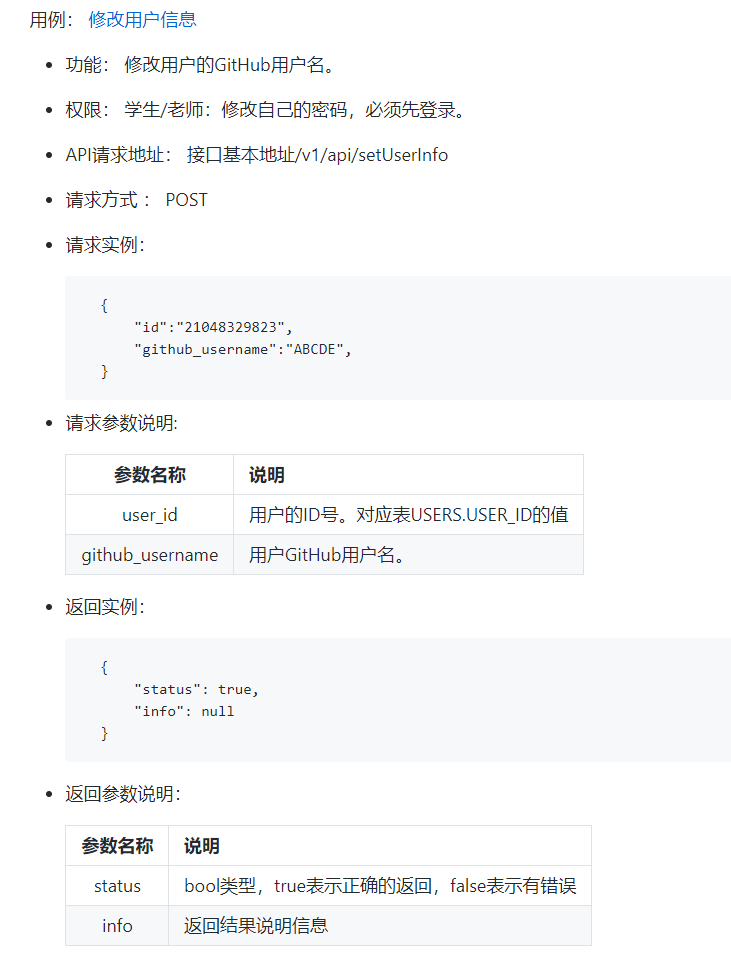 用例： 修改用户信息
功能： 修改用户的GitHub用户名。
权限： 学生/老师：修改自己的密码，必须先登录。
API请求地址： 接口基本地址/v1/api/setUserInfo
请求方式 ： POST
请求实例：
{
"id":"21048329823",
"github_username":"ABCDE",
}
请求参数说明:
参数名称 说明
user_id 用户的ID号。对应表USERS.USER_ID的值
github_username 用户GitHub用户名。
返回实例：
{
"status": true,
"info": null
}
返回参数说明：
参数名称 说明
status bool类型，true表示正确的返回，false表示有错误
info 返回结果说明信息